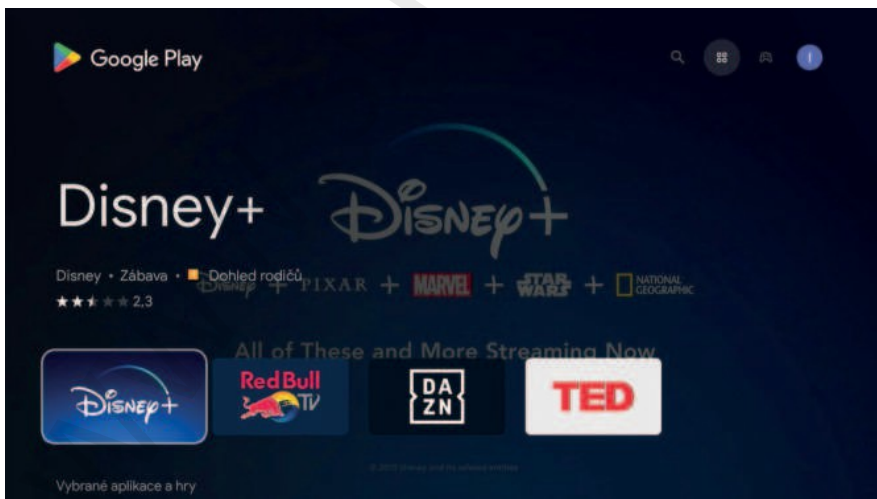 Google Play
Disney+
Disney+
Disney • Zábava • Dohled rodičů
Disney + PIXAR + MARVEL + STAR WARS + NATIONAL GEOGRAPHIC
★★★★★ 2,3
All of These and More Streaming Now
Disney+ Red Bull TV DAZN TED
Vybrané aplikace a hry